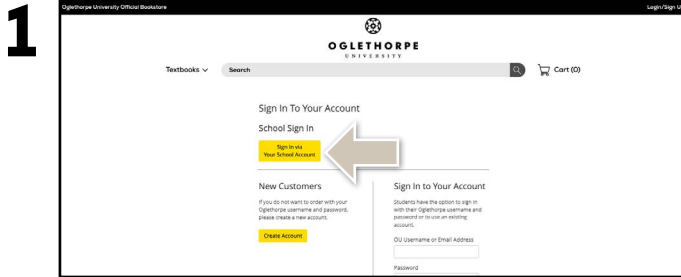 1
Oglethorpe University Official Bookstore
Login/Sign U
OGLETHORPE
UNIVERSITY
Textbooks
Search
Cart (0)
Sign In To Your Account
School Sign In
Sign in via
Your School Account
New Customers
If you do not want to order with your
Oglethorpe username and password,
please create a new account.
Create Account
Sign In to Your Account
Students have the option to sign in
with their Oglethorpe username and
password or to use an existing
account.
OU Username or Email Address
Password